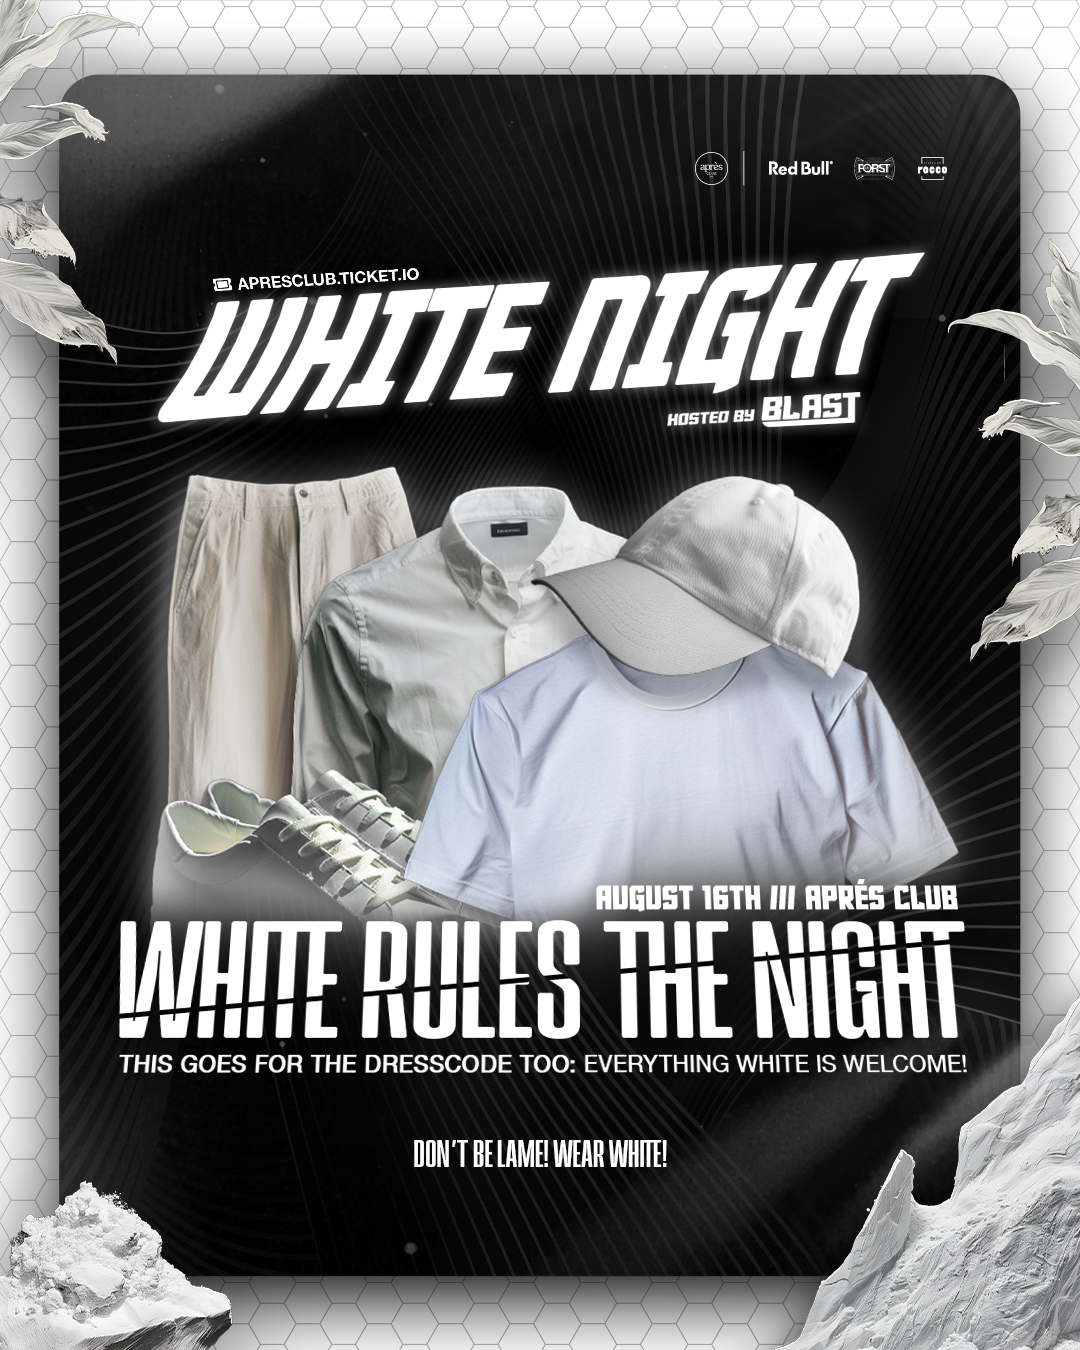 après
CLUB
Red Bull
FORST
rocco
APRESCLUB.TICKET.IO
WHITE NIGHT
HOSTED BY BLAST
AUGUST 16TH /// APRÉS CLUB
WHITE RULES THE NIGHT
THIS GOES FOR THE DRESSCODE TOO: EVERYTHING WHITE IS WELCOME!
DON'T BE LAME! WEAR WHITE!